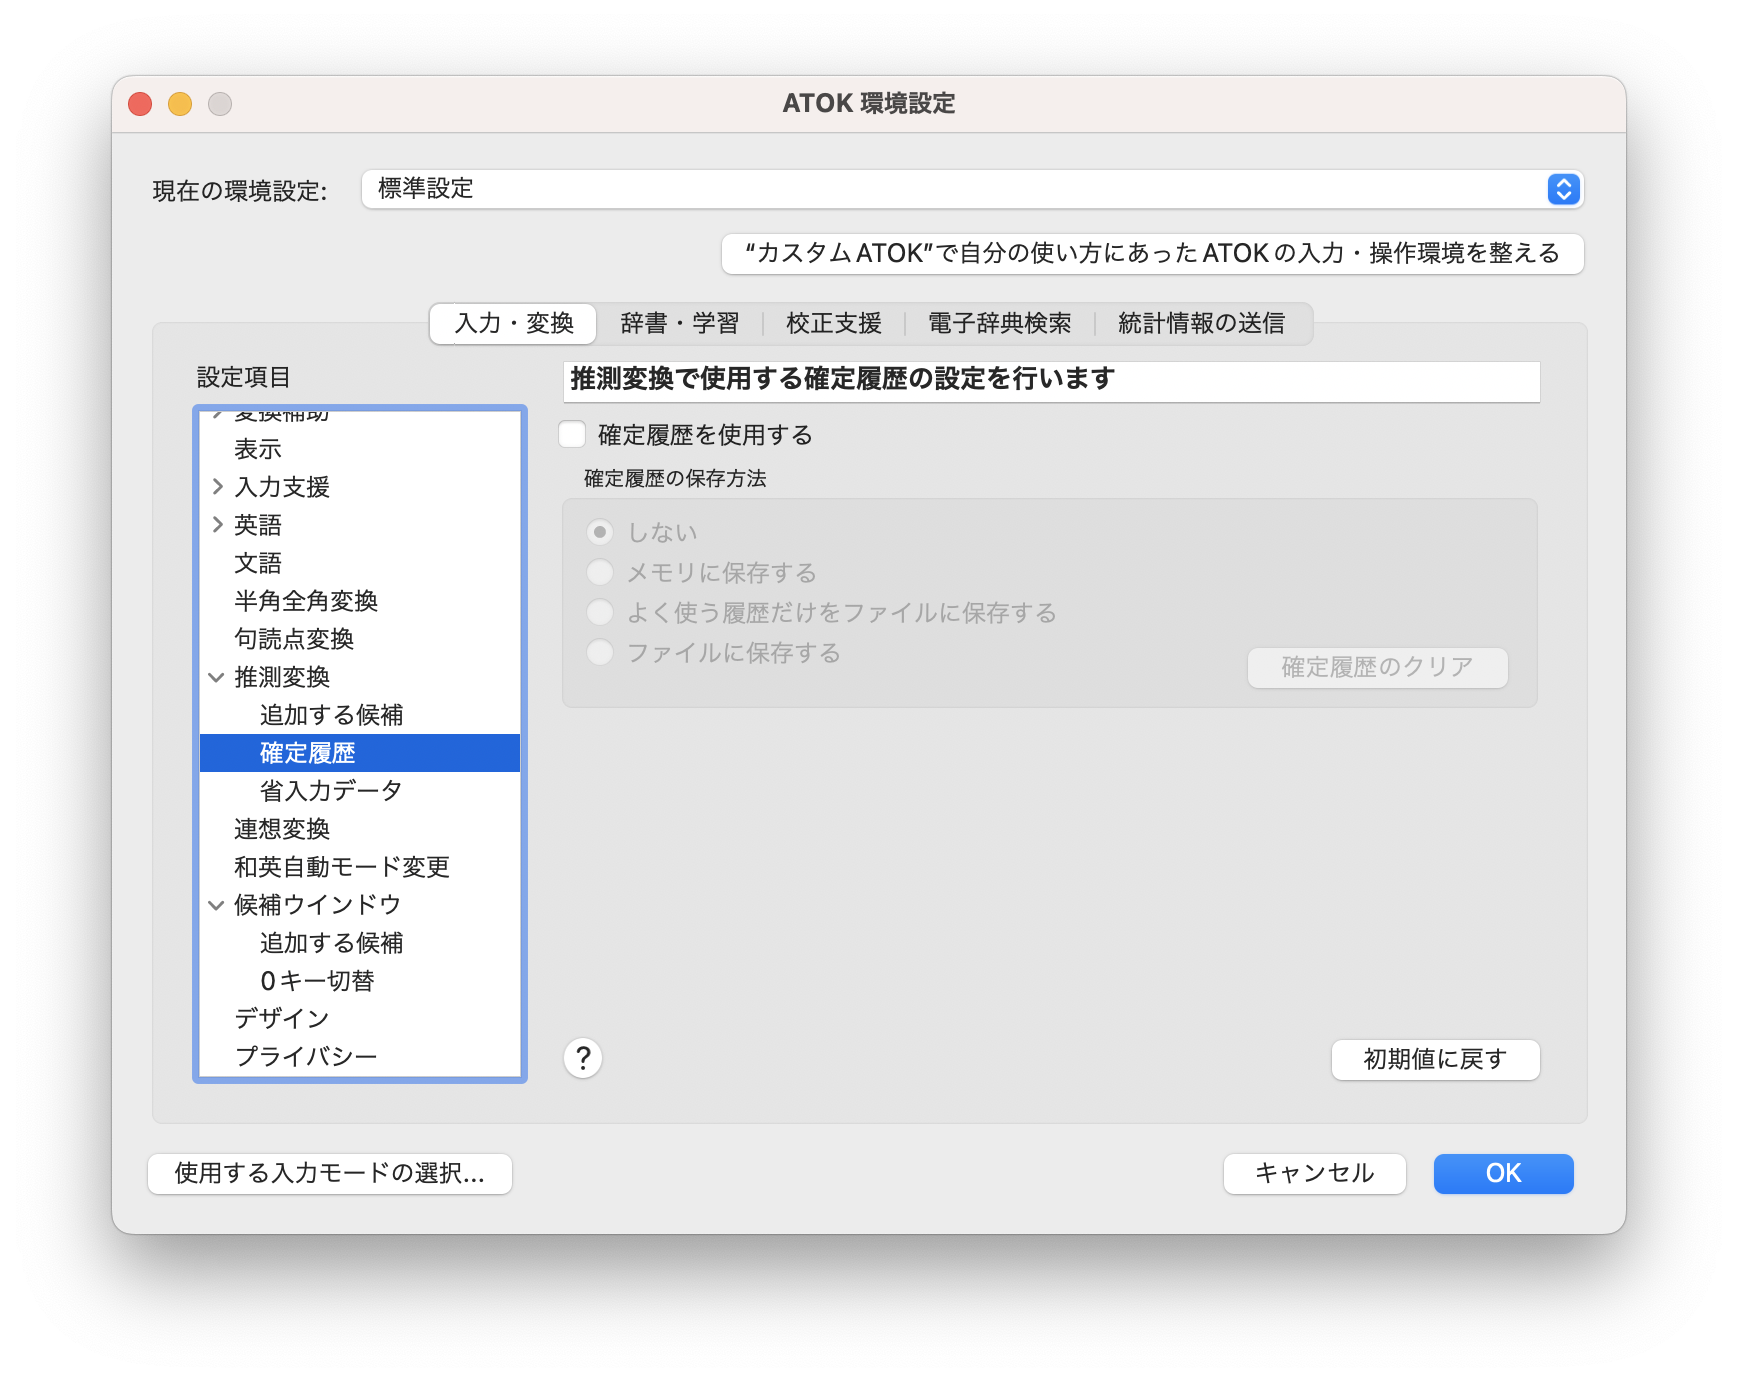 ATOK 環境設定
現在の環境設定:
標準設定
“カスタムATOK”で自分の使い方にあったATOKの入力・操作環境を整える
入力・変換
辞書・学習
校正支援
電子辞典検索
統計情報の送信
設定項目
変換補助
表示
入力支援
英語
文語
半角全角変換
句読点変換
推測変換
追加する候補
確定履歴
省入力データ
連想変換
和英自動モード変更
候補ウインドウ
追加する候補
0キー切替
デザイン
プライバシー
推測変換で使用する確定履歴の設定を行います
確定履歴を使用する
確定履歴の保存方法
しない
メモリに保存する
よく使う履歴だけをファイルに保存する
ファイルに保存する
確定履歴のクリア
?
初期値に戻す
使用する入力モードの選択...
キャンセル
OK